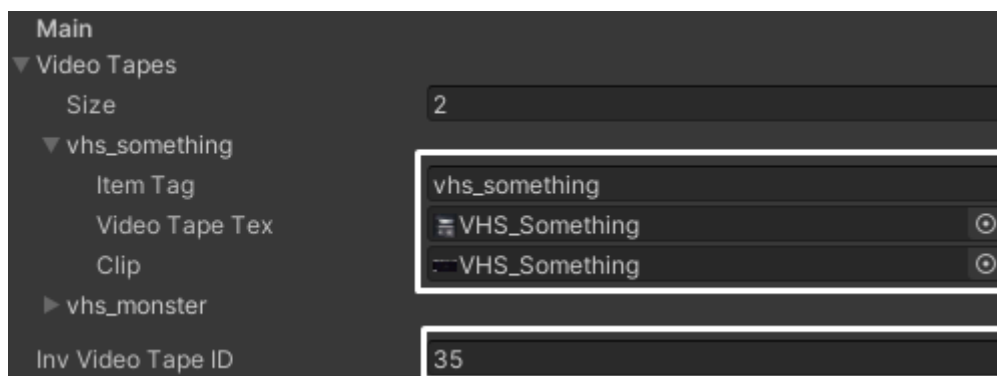 Main
Video Tapes
Size 2
vhs_something
Item Tag vhs_something
Video Tape Tex VHS_Something
Clip VHS_Something
vhs_monster
Inv Video Tape ID 35